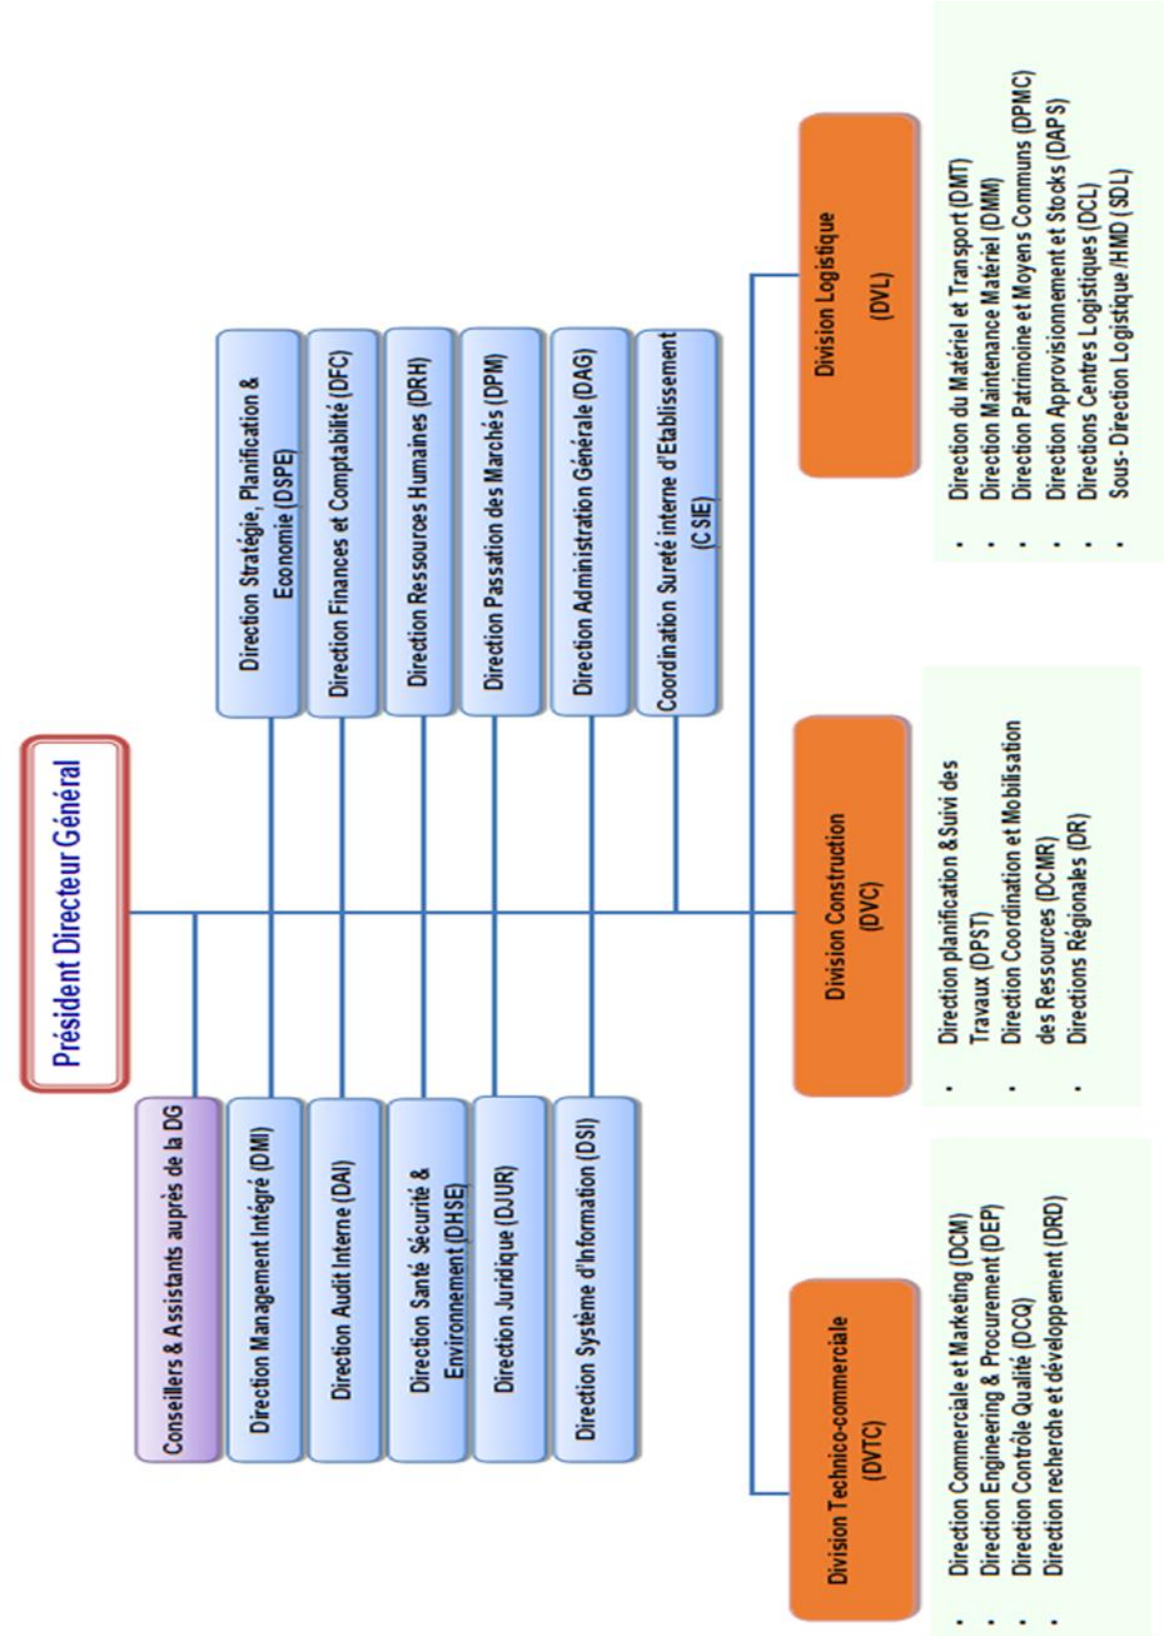 Président Directeur Général
Conseillers & Assistants auprès de la DG
Direction Management Intégré (DMI)
Direction Audit Interne (DAI)
Direction Santé Sécurité &
Environnement (DHSE)
Direction Juridique (DJUR)
Direction Système d'Information (DSI)
Direction Stratégie, Planification &
Economie (DSPE)
Direction Finances et Comptabilité (DFC)
Direction Ressources Humaines (DRH)
Direction Passation des Marchés (DPM)
Direction Administration Générale (DAG)
Coordination Sureté interne d'Etablissement
(CSIE)
Division Technico-commerciale
(DVTC)
• Direction Commerciale et Marketing (DCM)
• Direction Engineering & Procurement (DEP)
• Direction Contrôle Qualité (DCQ)
• Direction recherche et développement (DRD)
Division Construction
(DVC)
• Direction planification &Suivi des
Travaux (DPST)
• Direction Coordination et Mobilisation
des Ressources (DCMR)
• Directions Régionales (DR)
Division Logistique
(DVL)
• Direction du Matériel et Transport (DMT)
• Direction Maintenance Matériel (DMM)
• Direction Patrimoine et Moyens Communs (DPMC)
• Direction Approvisionnement et Stocks (DAPS)
• Directions Centres Logistiques (DCL)
• Sous- Direction Logistique /HMD (SDL)